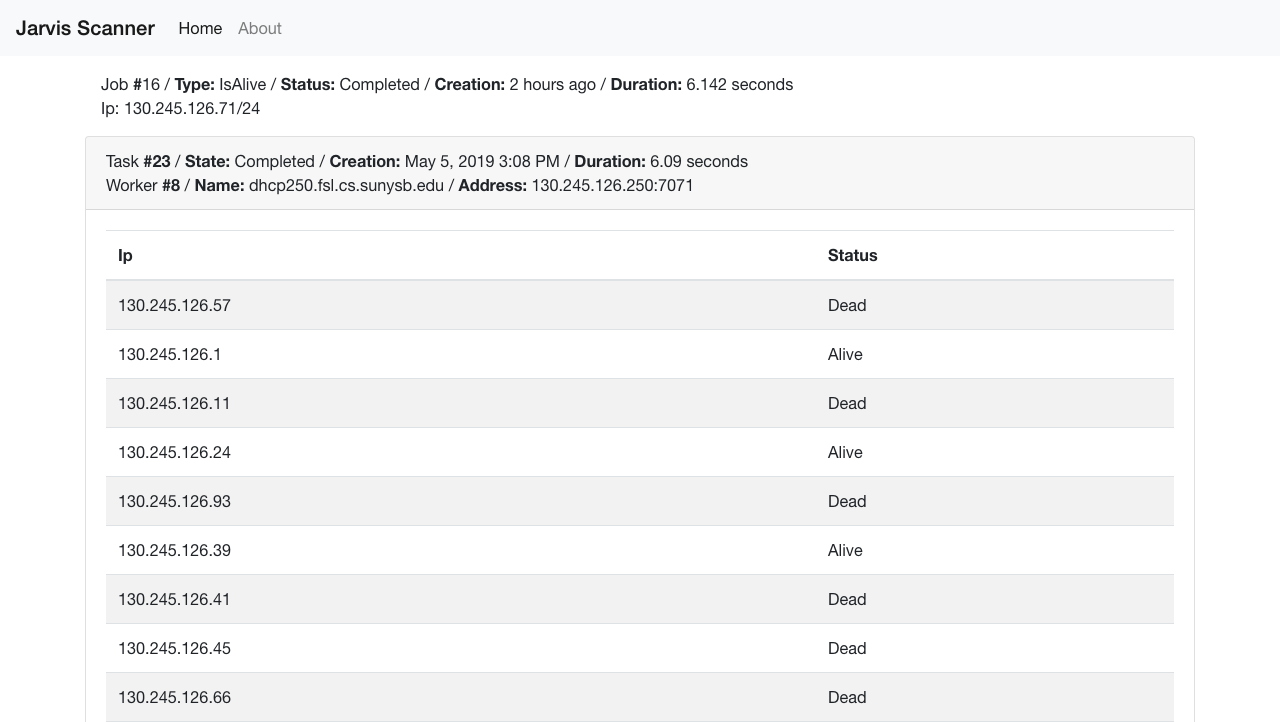 Jarvis Scanner Home About
Job #16 / Type: IsAlive / Status: Completed / Creation: 2 hours ago / Duration: 6.142 seconds
Ip: 130.245.126.71/24
Task #23 / State: Completed / Creation: May 5, 2019 3:08 PM / Duration: 6.09 seconds
Worker #8 / Name: dhcp250.fsl.cs.sunysb.edu / Address: 130.245.126.250:7071
Ip Status
130.245.126.57 Dead
130.245.126.1 Alive
130.245.126.11 Dead
130.245.126.24 Alive
130.245.126.93 Dead
130.245.126.39 Alive
130.245.126.41 Dead
130.245.126.45 Dead
130.245.126.66 Dead